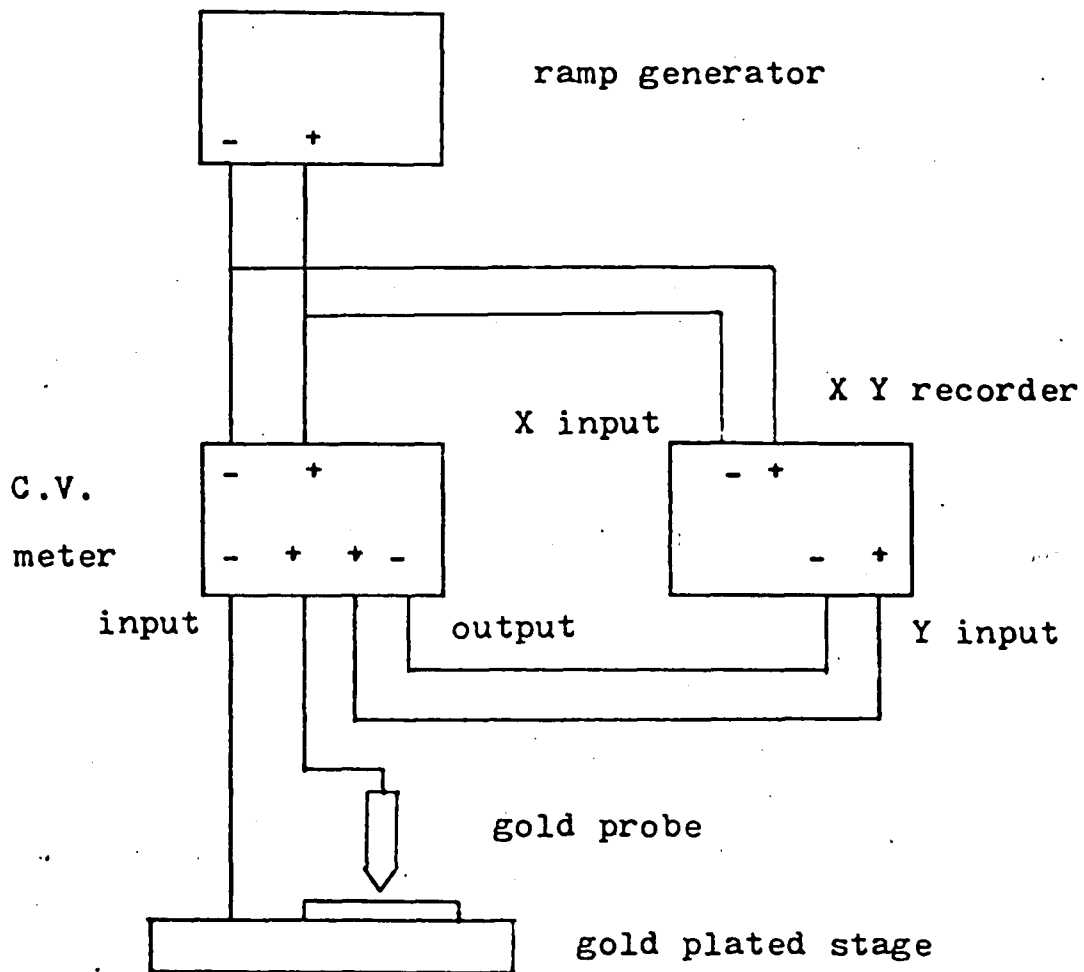 ramp generator
- +
X Y recorder
X input
- +
- +
C.V.
meter
- + + -
- +
input
output
Y input
gold probe
gold plated stage